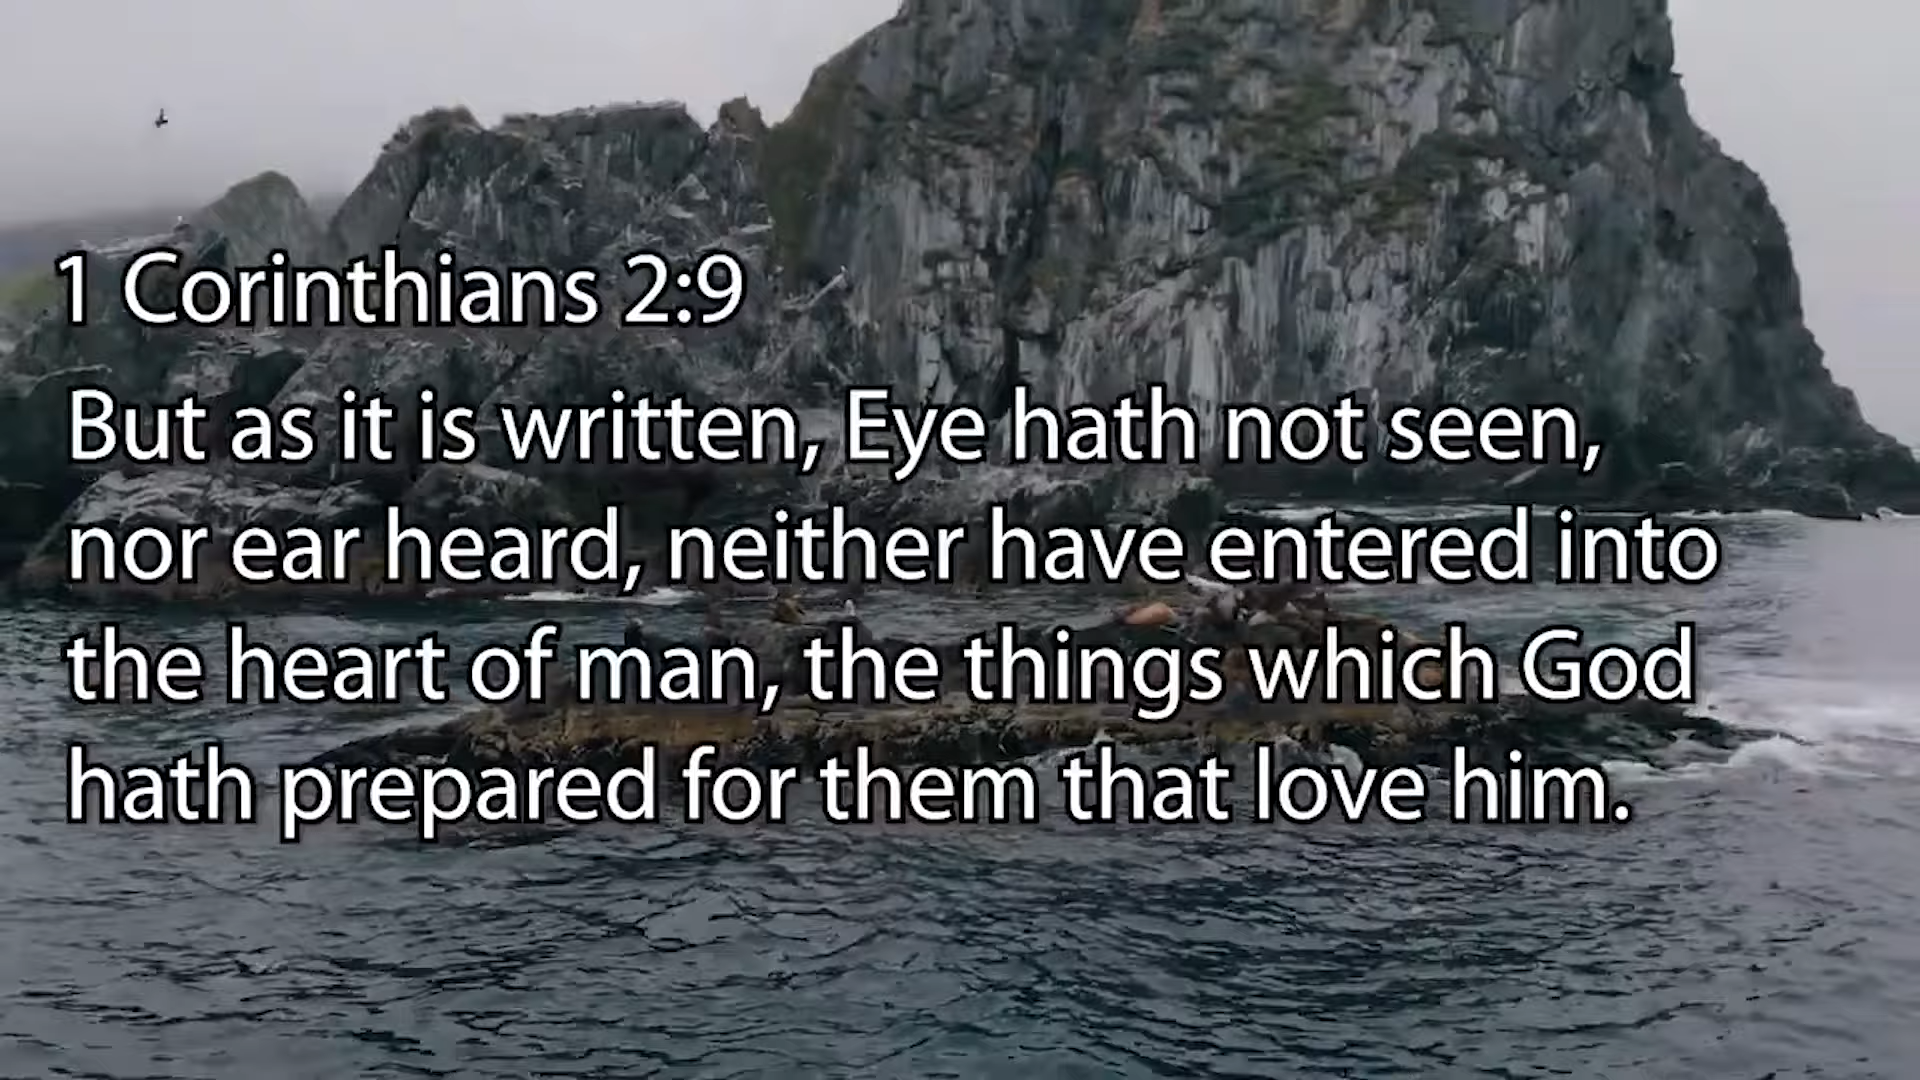 1 Corinthians 2:9
But as it is written, Eye hath not seen,
nor ear heard, neither have entered into
the heart of man, the things which God
hath prepared for them that love him.